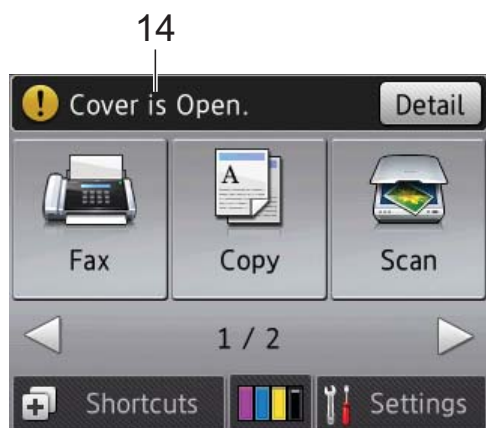 14
Cover is Open.
Detail
A
Fax
Copy
Scan
1 / 2
Shortcuts
Settings